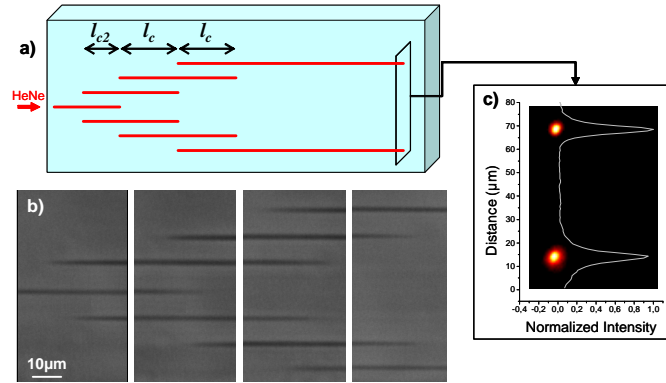 a)
l_c2 l_c l_c
HeNe
b)
10µm
c)
80
70
60
50
40
30
20
10
0
Distance (µm)
-0,4 -0,2 0,0 0,2 0,4 0,6 0,8 1,0
Normalized Intensity